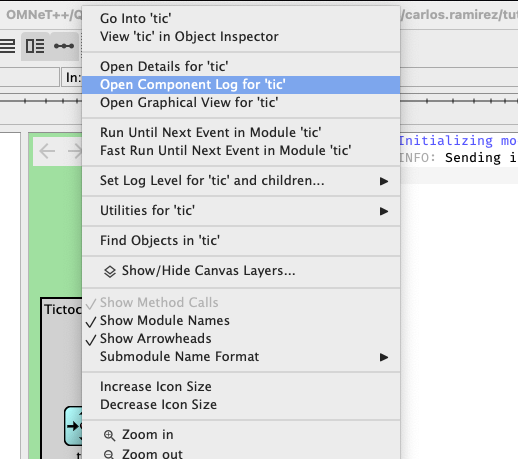 OMNeT++/Q
/carlos.ramirez/tut
Go Into 'tic'
View 'tic' in Object Inspector
In:
Open Details for 'tic'
Open Component Log for 'tic'
Open Graphical View for 'tic'
Run Until Next Event in Module 'tic'
Fast Run Until Next Event in Module 'tic'
Initializing mo
INFO: Sending i
Set Log Level for 'tic' and children...
Utilities for 'tic'
Find Objects in 'tic'
Show/Hide Canvas Layers...
Show Method Calls
Show Module Names
Show Arrowheads
Submodule Name Format
Tictoc
Increase Icon Size
Decrease Icon Size
Zoom in
Zoom out
t